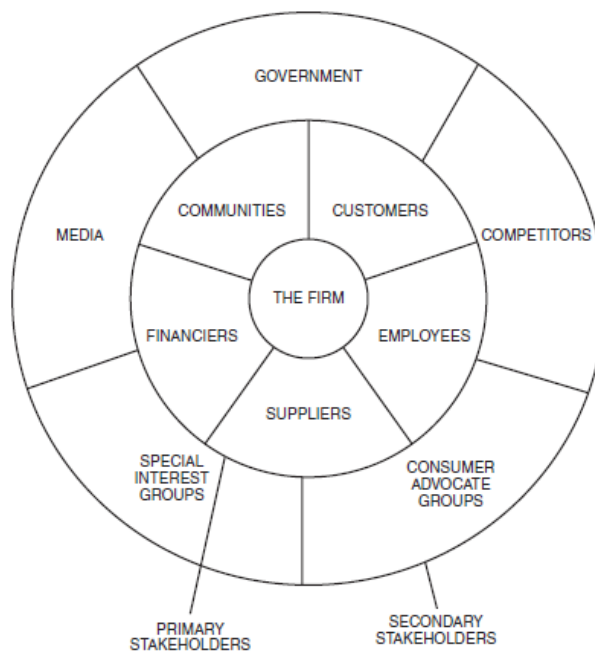 GOVERNMENT
COMMUNITIES
CUSTOMERS
MEDIA
COMPETITORS
THE FIRM
FINANCIERS
EMPLOYEES
SUPPLIERS
SPECIAL
INTEREST
GROUPS
CONSUMER
ADVOCATE
GROUPS
PRIMARY
STAKEHOLDERS
SECONDARY
STAKEHOLDERS